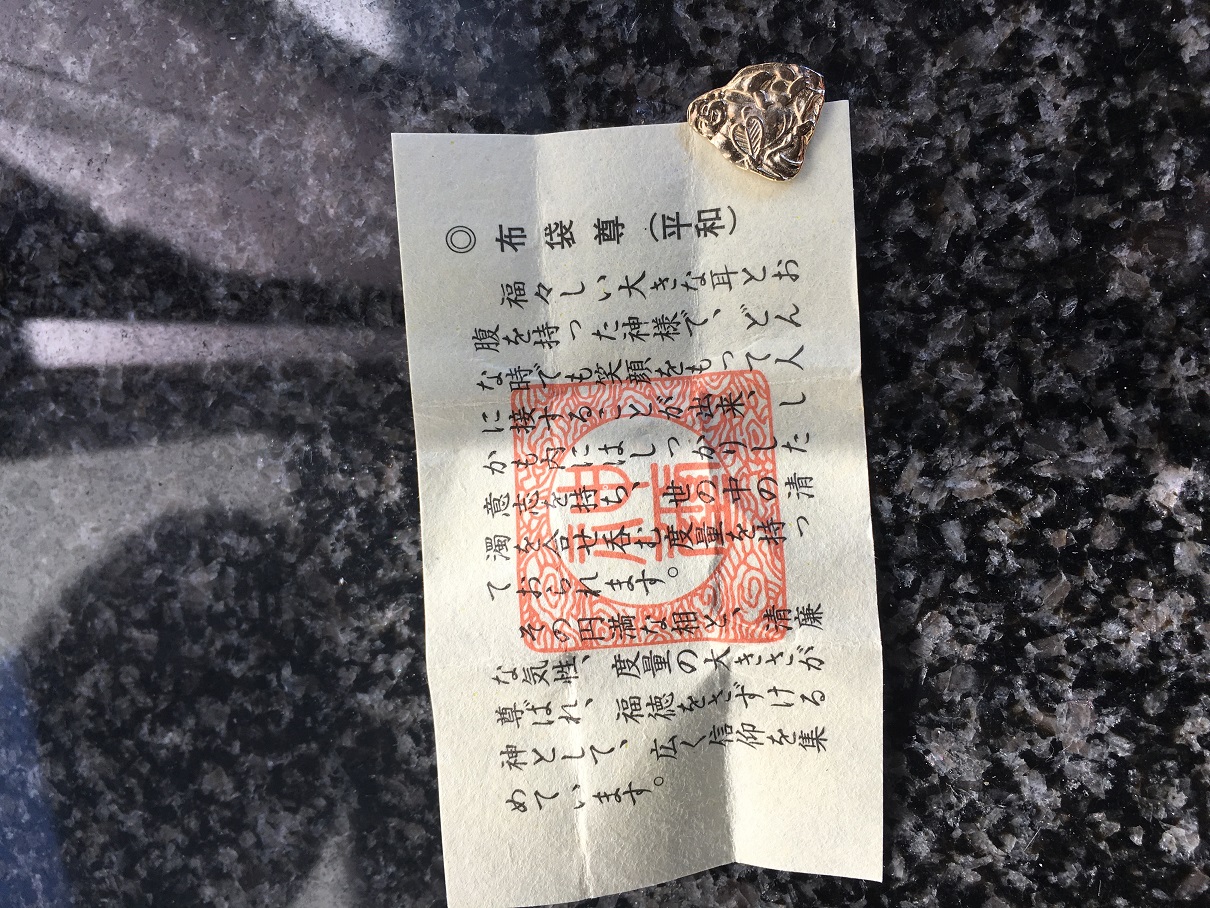 ◎布袋尊(平和)
福々しい大きな耳とお
腹を持った神様で、どん
な時でも笑顔をもって人
に接することが出来、し
かも内にはしっかりした
意志を持ち、世の中の清
濁を合せ呑む度量を持っ
ておられます。
その円満な相と、清廉
な気性、度量の大きさが
尊ばれ、福徳をさずける
神として、広く信仰を集
めています。